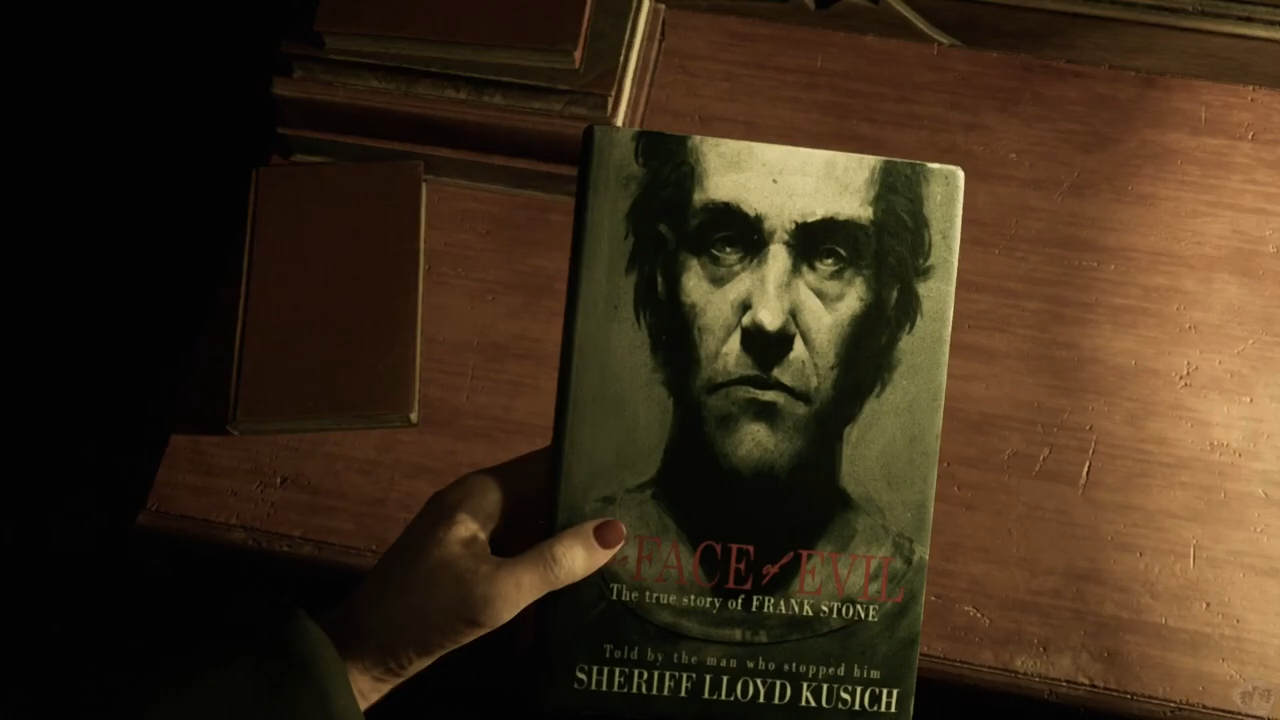 FACE of EVIL
The true story of FRANK STONE
Told by the man who stopped him
SHERIFF LLOYD KUSICH